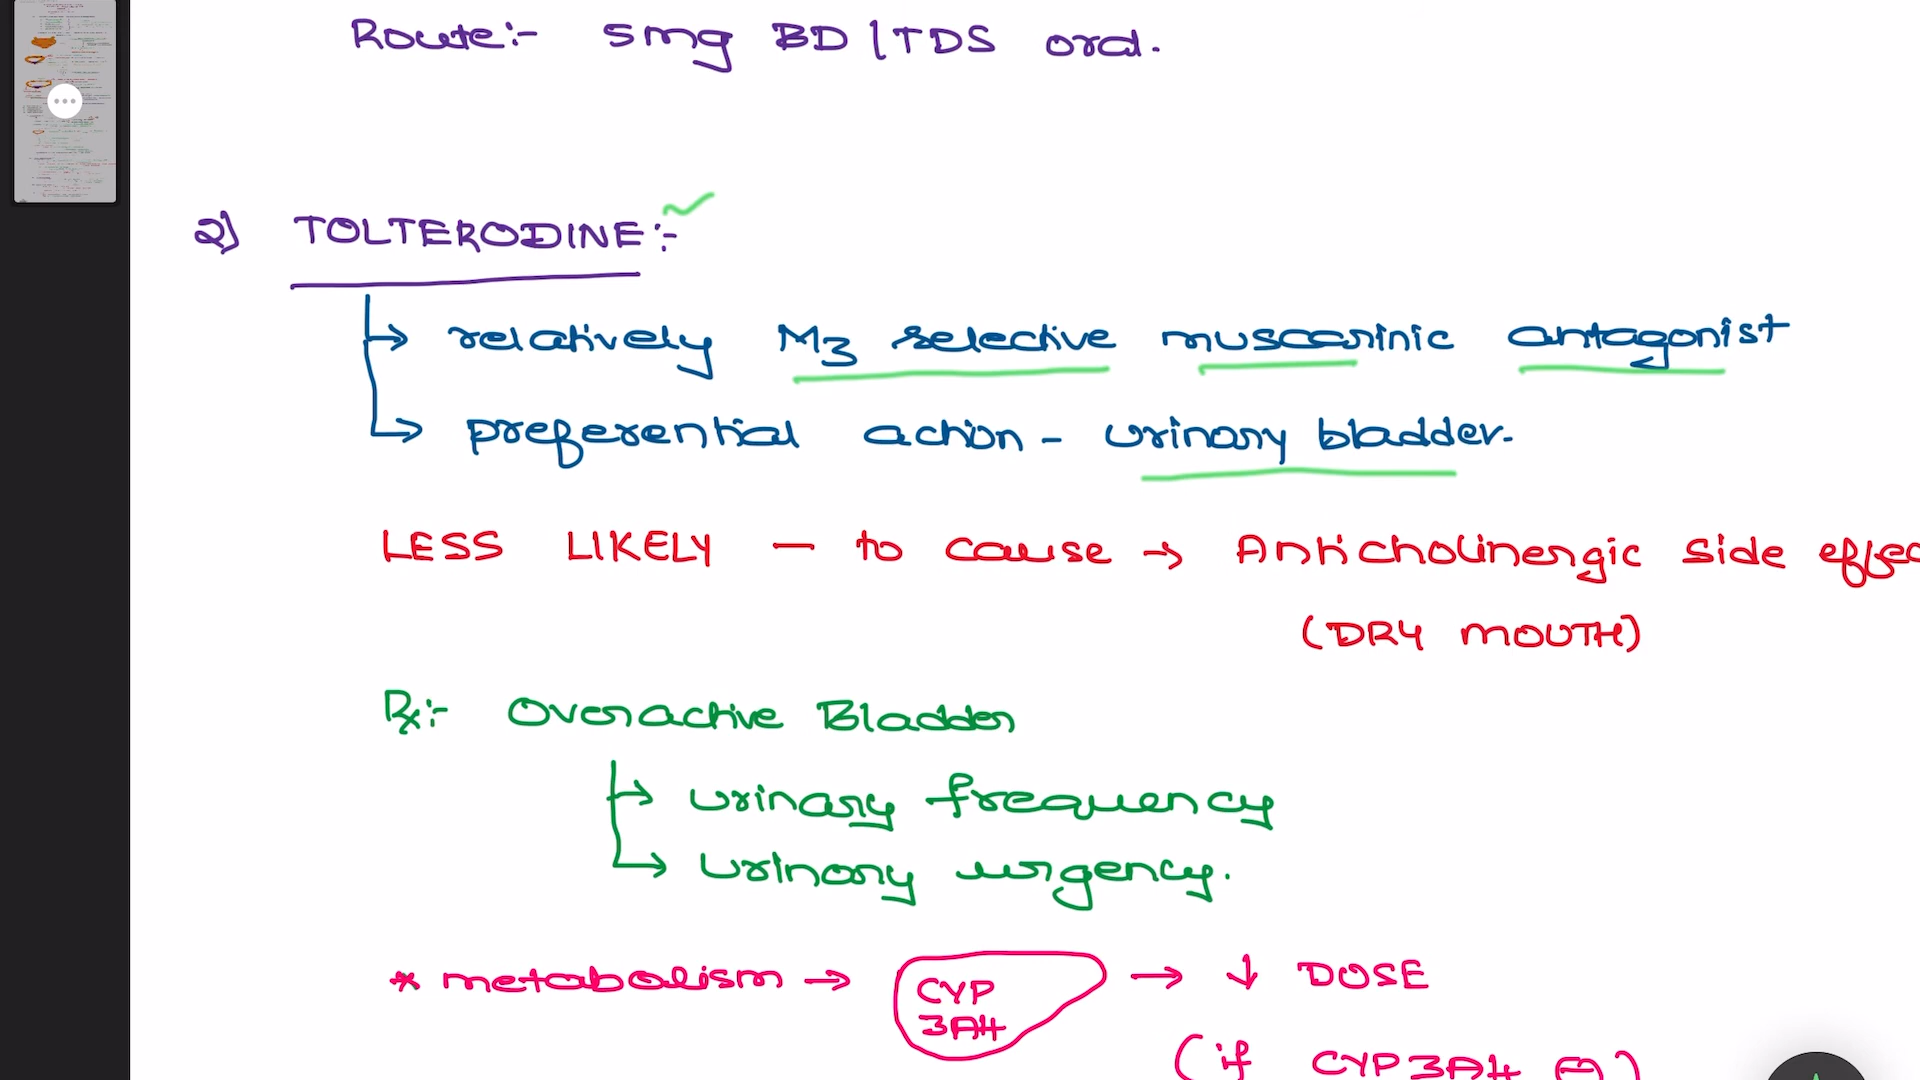 Route:- 5mg BD/TDS oral.
2) TOLTERODINE:-
→ relatively M3 selective muscarinic antagonist
→ preferential action - urinary bladder.
LESS LIKELY - to cause → Anticholinergic side effec
(DRY MOUTH)
Rx:- Overactive Bladder
→ urinary frequency
→ urinary urgency.
* metabolism → CYP 3A4 → ↓ DOSE
(if CYP3A4 ⊖)